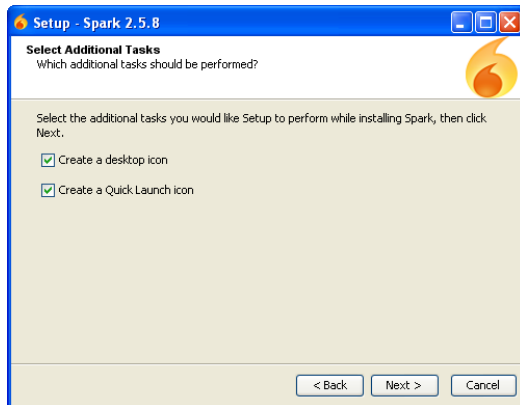 Setup - Spark 2.5.8
Select Additional Tasks
Which additional tasks should be performed?
Select the additional tasks you would like Setup to perform while installing Spark, then click
Next.
Create a desktop icon
Create a Quick Launch icon
< Back Next > Cancel